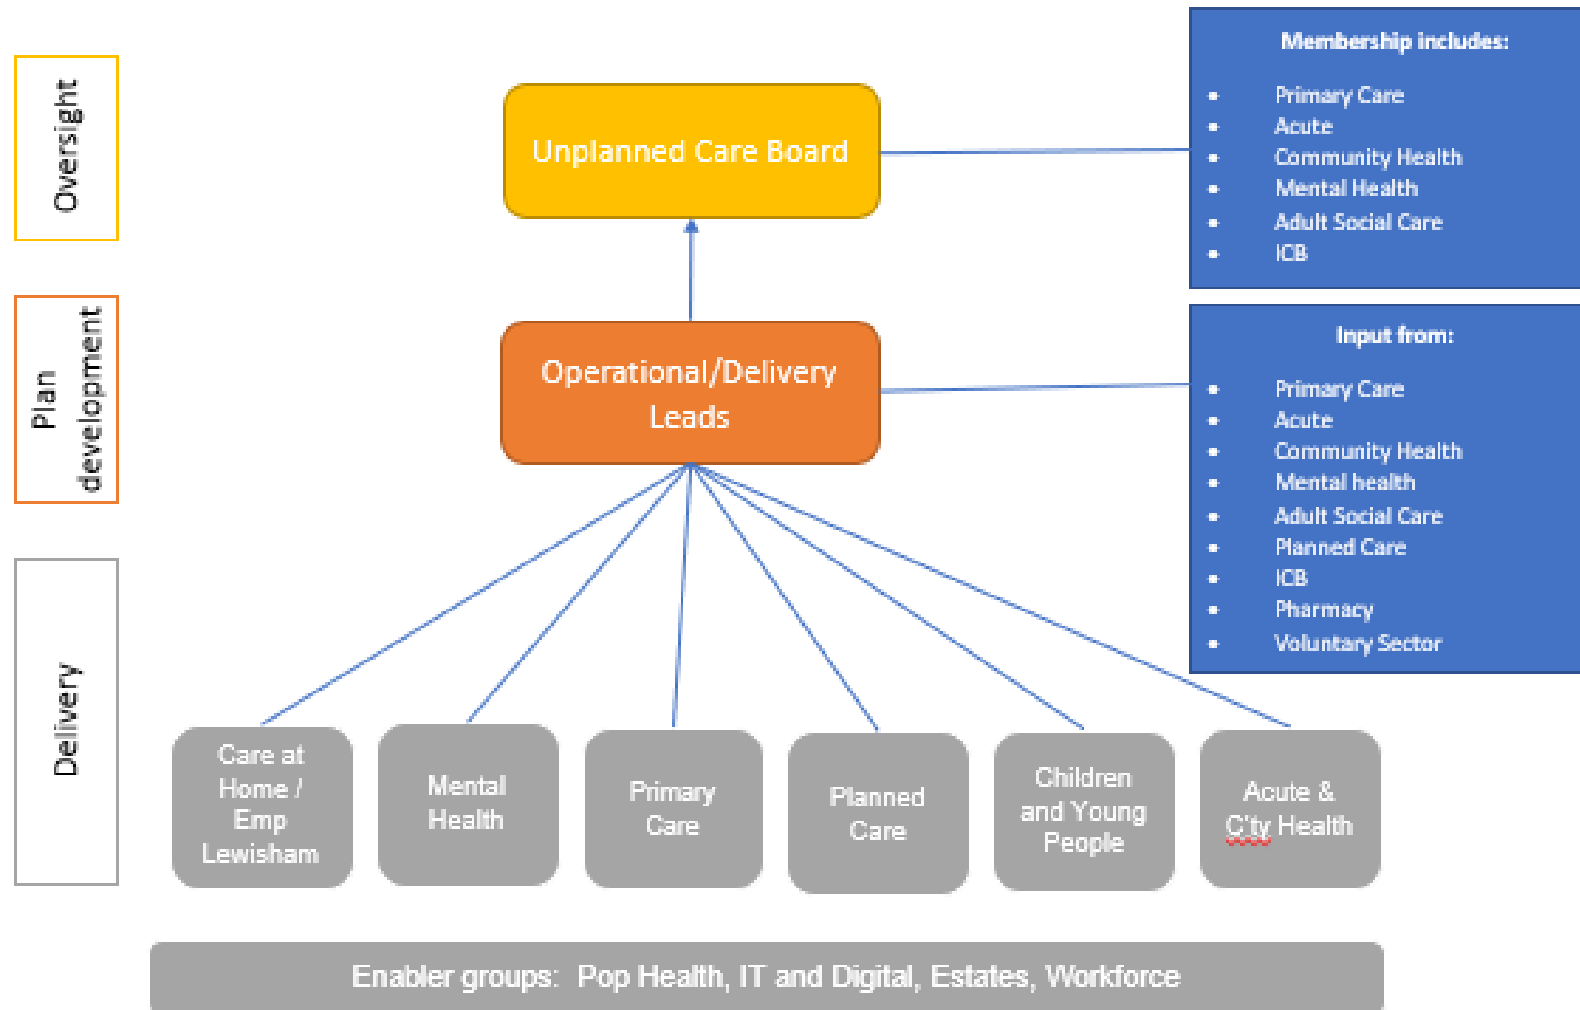 Oversight
Unplanned Care Board
Membership includes:
• Primary Care
• Acute
• Community Health
• Mental Health
• Adult Social Care
• ICB
Plan
development
Operational/Delivery
Leads
Input from:
• Primary Care
• Acute
• Community Health
• Mental health
• Adult Social Care
• Planned Care
• ICB
• Pharmacy
• Voluntary Sector
Delivery
Care at
Home /
Emp
Lewisham
Mental
Health
Primary
Care
Planned
Care
Children
and Young
People
Acute &
C'ty Health
Enabler groups:  Pop Health, IT and Digital, Estates, Workforce